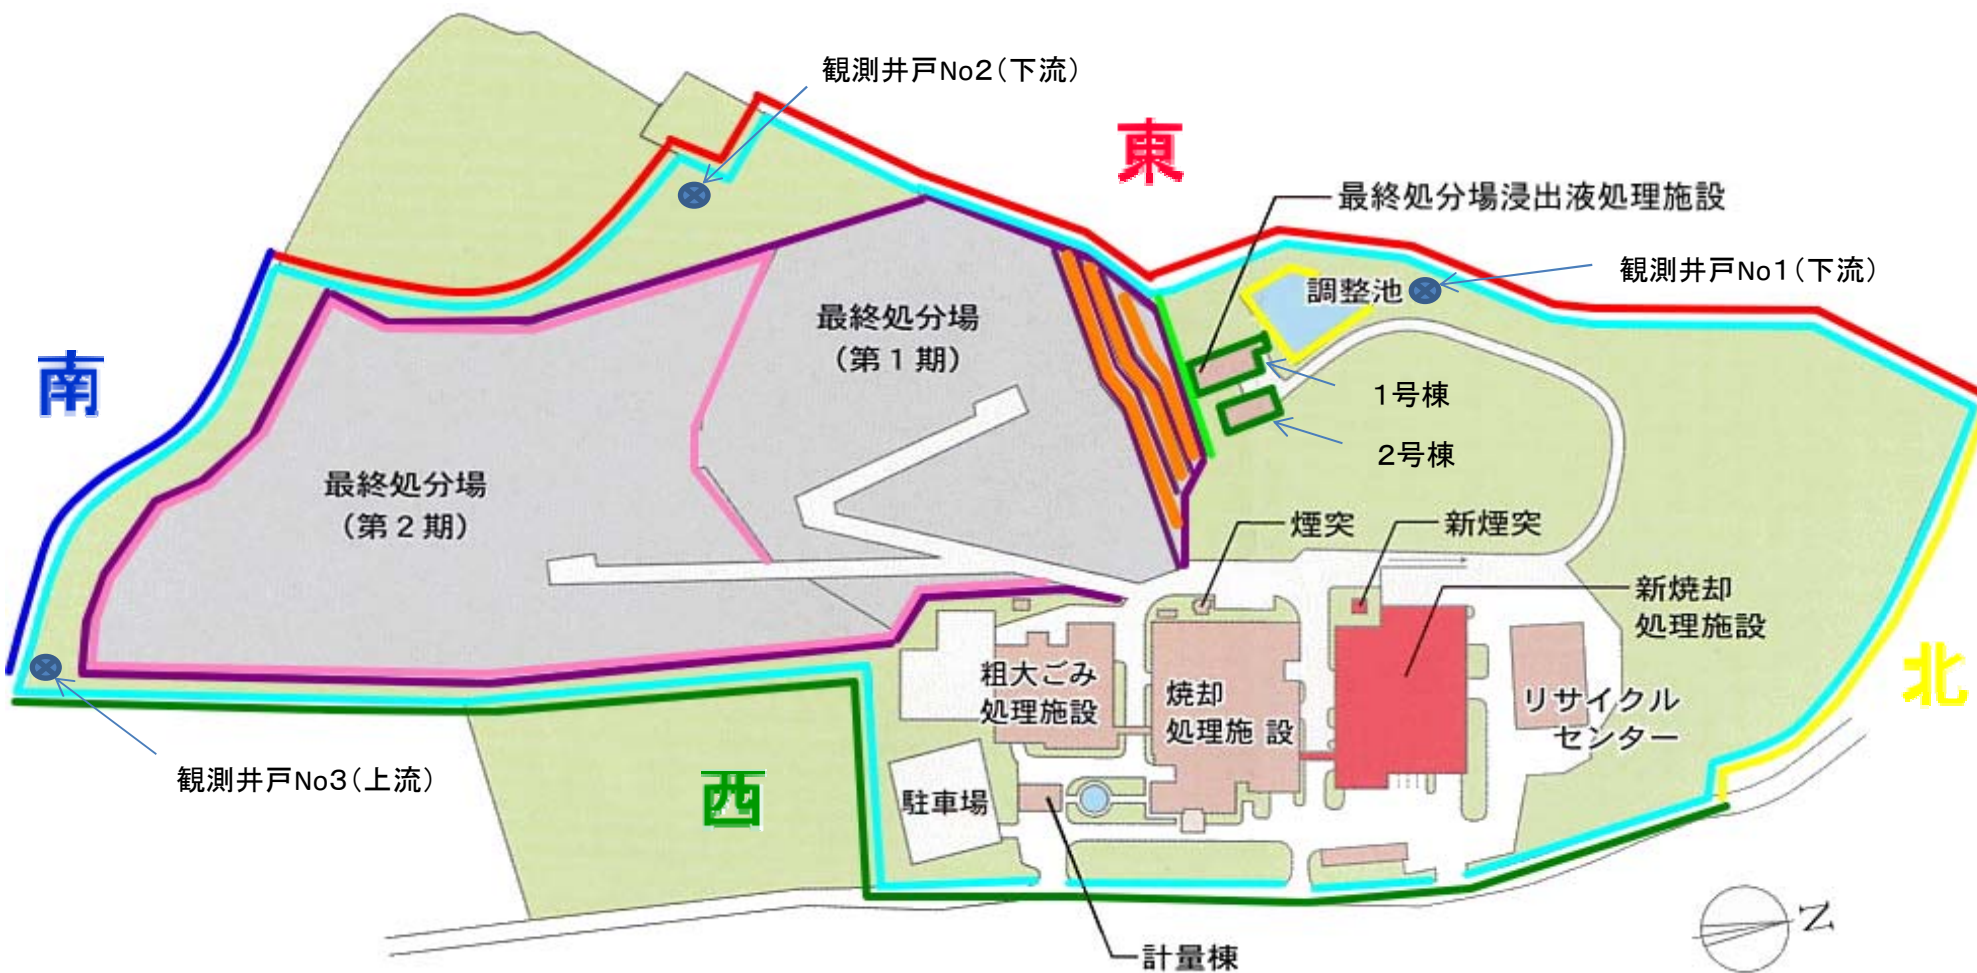 観測井戸No2(下流)
東
最終処分場浸出液処理施設
観測井戸No1(下流)
調整池
最終処分場
(第1期)
南
1号棟
2号棟
最終処分場
(第2期)
煙突
新煙突
新焼却
処理施設
北
粗大ごみ
処理施設
焼却
処理施 設
リサイクル
センター
観測井戸No3(上流)
西
駐車場
計量棟
N